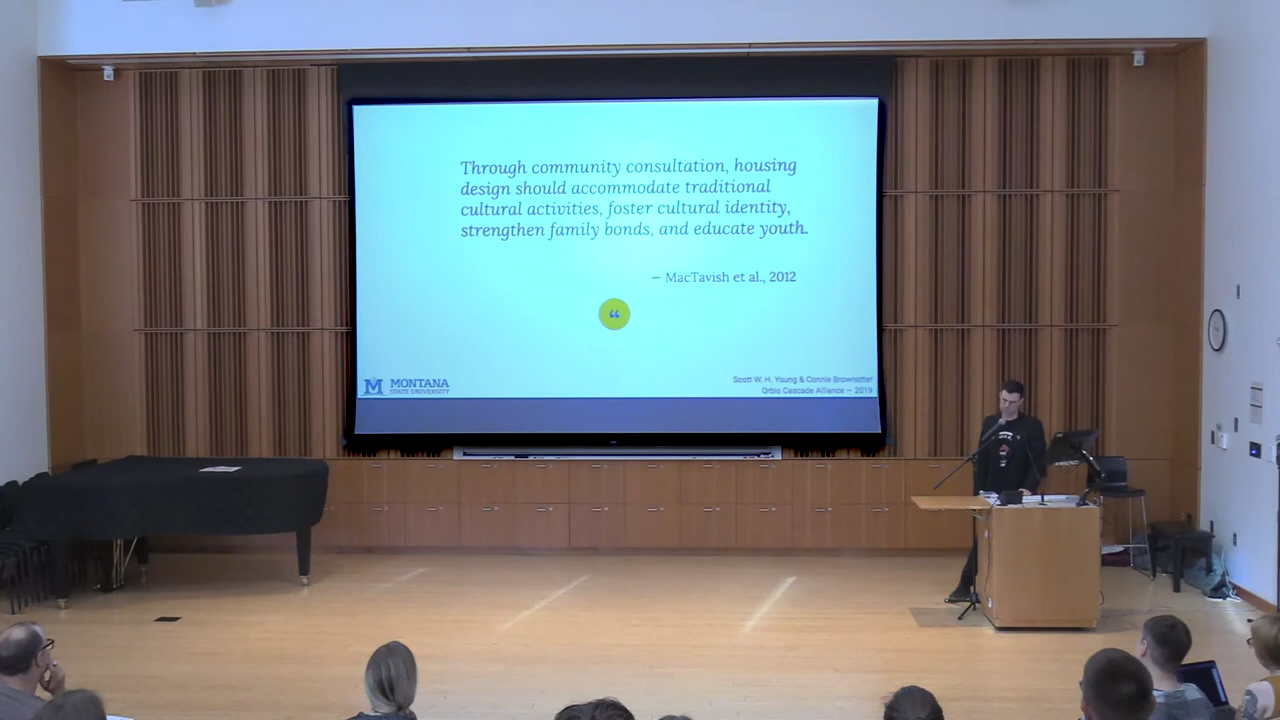 Through community consultation, housing
design should accommodate traditional
cultural activities, foster cultural identity,
strengthen family bonds, and educate youth.
— MacTavish et al., 2012
“
M MONTANA
STATE UNIVERSITY
Scott W. H. Young & Connie Brownotter
Orbis Cascade Alliance — 2019